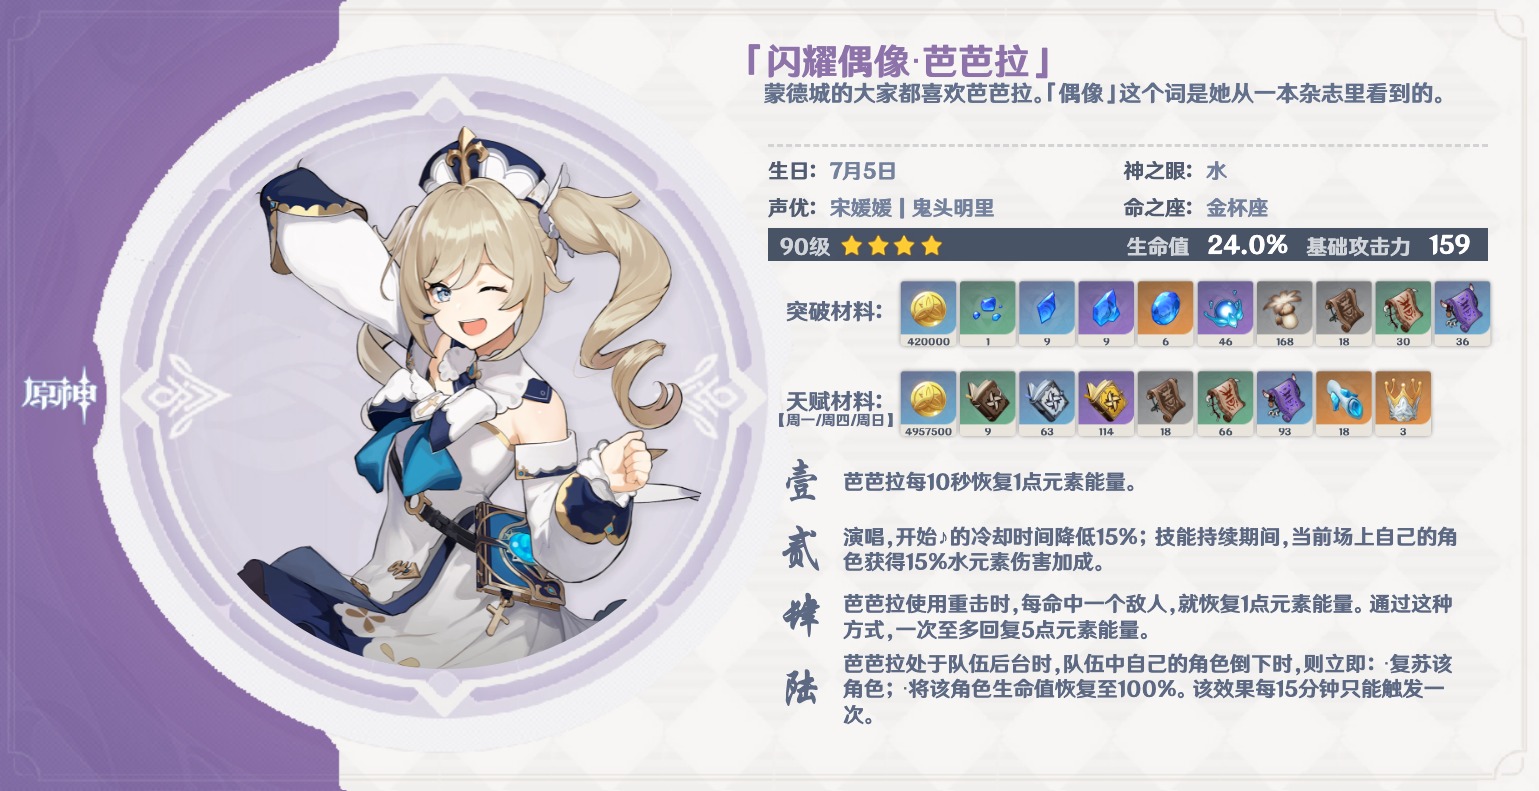 「闪耀偶像·芭芭拉」
蒙德城的大家都喜欢芭芭拉。「偶像」这个词是她从一本杂志里看到的。
生日：7月5日 神之眼：水
声优：宋媛媛 | 鬼头明里 命之座：金杯座
90级 生命值 24.0% 基础攻击力 159
突破材料：
420000 1 9 9 6 46 168 18 30 36
天赋材料：
【周一/周四/周日】
4957500 9 63 114 18 66 93 18 3
壹 芭芭拉每10秒恢复1点元素能量。
贰 演唱,开始♪的冷却时间降低15%；技能持续期间,当前场上自己的角
色获得15%水元素伤害加成。
肆 芭芭拉使用重击时,每命中一个敌人,就恢复1点元素能量。通过这种
方式,一次至多回复5点元素能量。
陆 芭芭拉处于队伍后台时,队伍中自己的角色倒下时,则立即：·复苏该
角色；·将该角色生命值恢复至100%。该效果每15分钟只能触发一
次。
原神